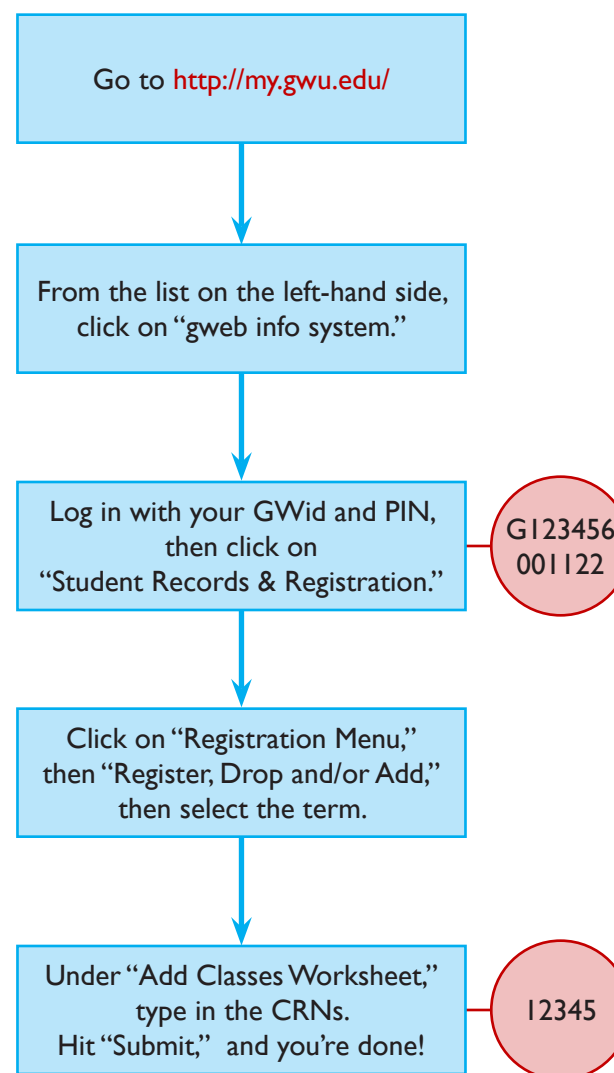 Go to http://my.gwu.edu/
From the list on the left-hand side,
click on “gweb info system.”
Log in with your GWid and PIN,
then click on
“Student Records & Registration.”
G123456
001122
Click on “Registration Menu,”
then “Register, Drop and/or Add,”
then select the term.
Under “Add Classes Worksheet,”
type in the CRNs.
Hit “Submit,” and you’re done!
12345